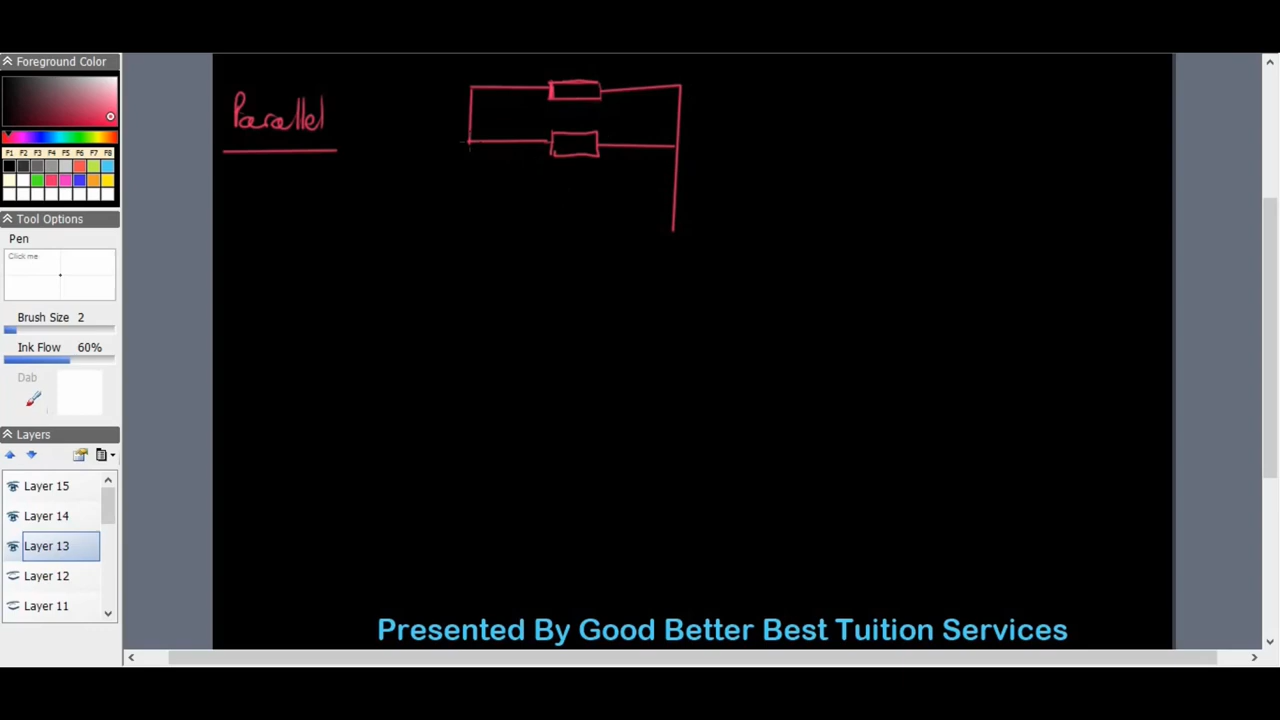 Foreground Color
F1 F2 F3 F4 F5 F6 F7 F8
Tool Options
Pen
Click me
Brush Size 2
Ink Flow 60%
Dab
Layers
Layer 15
Layer 14
Layer 13
Layer 12
Layer 11
Parallel
Presented By Good Better Best Tuition Services